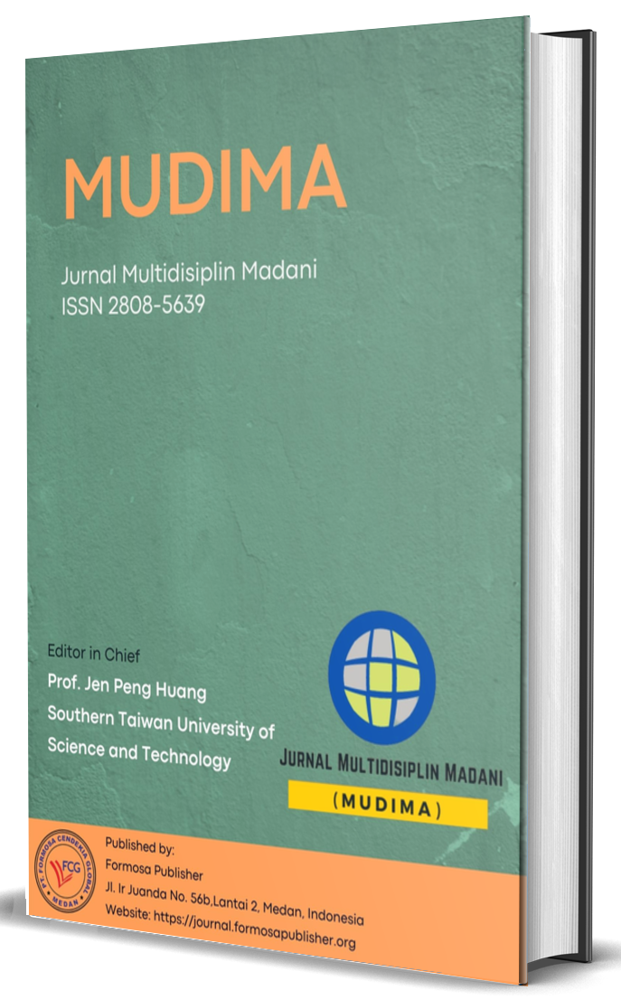 MUDIMA
Jurnal Multidisiplin Madani
ISSN 2808-5639
Editor in Chief
Prof. Jen Peng Huang
Southern Taiwan University of
Science and Technology
JURNAL MULTIDISIPLIN MADANI
(MUDIMA)
PT. FORMOSA CENDEKIA GLOBAL
FCG
MEDAN
Published by:
Formosa Publisher
Jl. Ir Juanda No. 56b,Lantai 2, Medan, Indonesia
Website: https://journal.formosapublisher.org